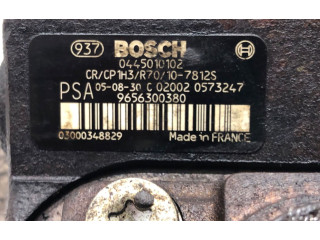 937 BOSCH
0445010102
CR/CP1H3/R70/10-7812S
PSA 05-08-30 C 02002 0573247
9656300380
03000348829 Made in FRANCE